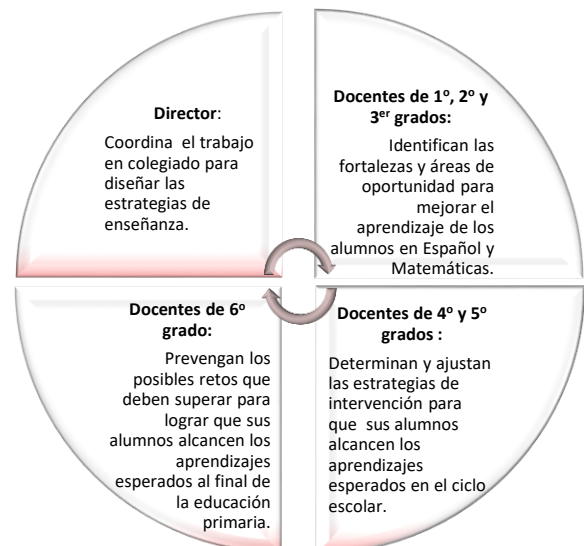 Director:
Coordina el trabajo
en colegiado para
diseñar las
estrategias de
enseñanza.
Docentes de 1º, 2º y
3er grados:
Identifican las
fortalezas y áreas de
oportunidad para
mejorar el
aprendizaje de los
alumnos en Español y
Matemáticas.
Docentes de 6º
grado:
Prevengan los
posibles retos que
deben superar para
lograr que sus
alumnos alcancen los
aprendizajes
esperados al final de
la educación
primaria.
Docentes de 4º y 5º
grados :
Determinan y ajustan
las estrategias de
intervención para
que sus alumnos
alcancen los
aprendizajes
esperados en el ciclo
escolar.